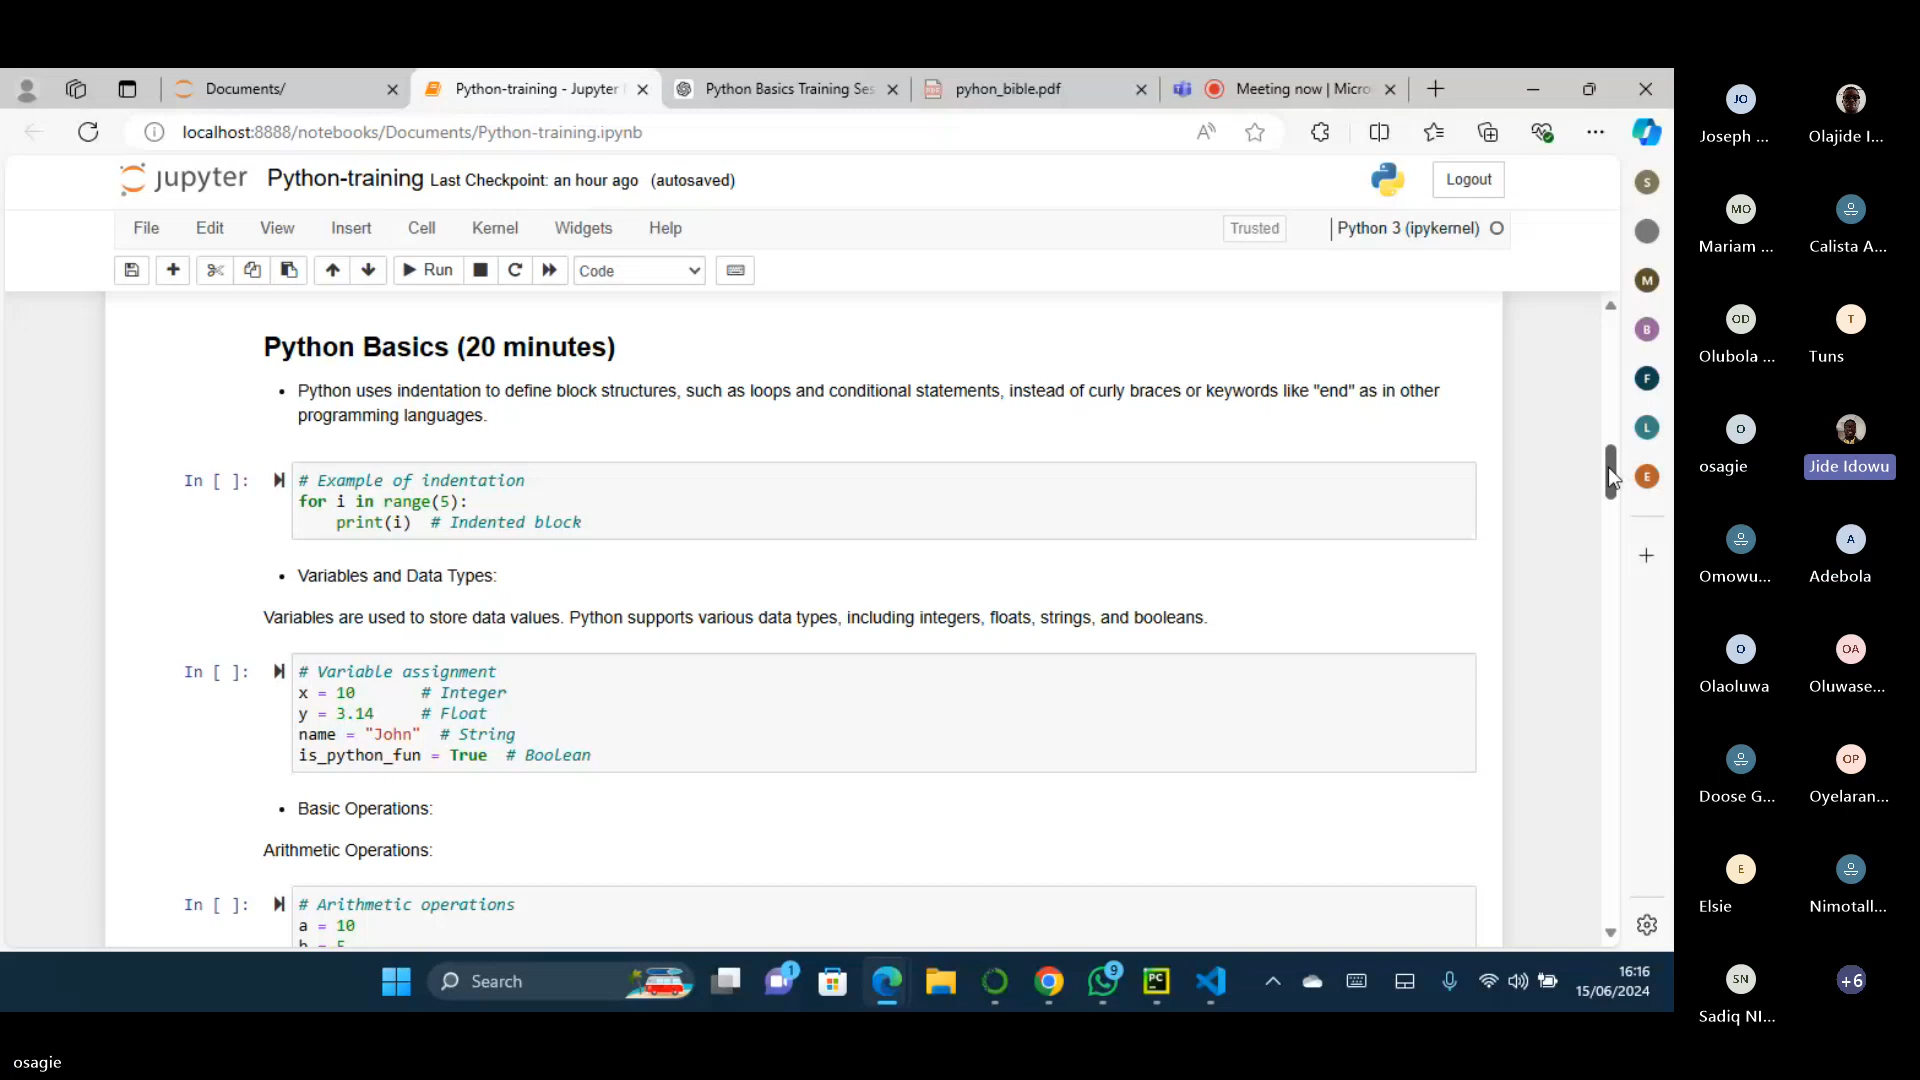 Documents/
Python-training - Jupyter
Python Basics Training Ses
pyhon_bible.pdf
Meeting now | Micro
localhost:8888/notebooks/Documents/Python-training.ipynb
jupyter Python-training Last Checkpoint: an hour ago (autosaved)
Logout
File Edit View Insert Cell Kernel Widgets Help
Trusted
Python 3 (ipykernel)
Run
Code
Python Basics (20 minutes)
• Python uses indentation to define block structures, such as loops and conditional statements, instead of curly braces or keywords like "end" as in other
programming languages.
In [ ]:
# Example of indentation
for i in range(5):
    print(i)  # Indented block
• Variables and Data Types:
Variables are used to store data values. Python supports various data types, including integers, floats, strings, and booleans.
In [ ]:
# Variable assignment
x = 10       # Integer
y = 3.14     # Float
name = "John"  # String
is_python_fun = True  # Boolean
• Basic Operations:
Arithmetic Operations:
In [ ]:
# Arithmetic operations
a = 10
b = 5
S
M
B
F
L
E
Search
1
9
PC
16:16
15/06/2024
JO
Joseph ...
Olajide I...
MO
Mariam ...
Calista A...
OD
Olubola ...
T
Tuns
O
osagie
Jide Idowu
Omowu...
A
Adebola
O
Olaoluwa
OA
Oluwase...
Doose G...
OP
Oyelaran...
E
Elsie
Nimotall...
SN
Sadiq NI...
+6
osagie